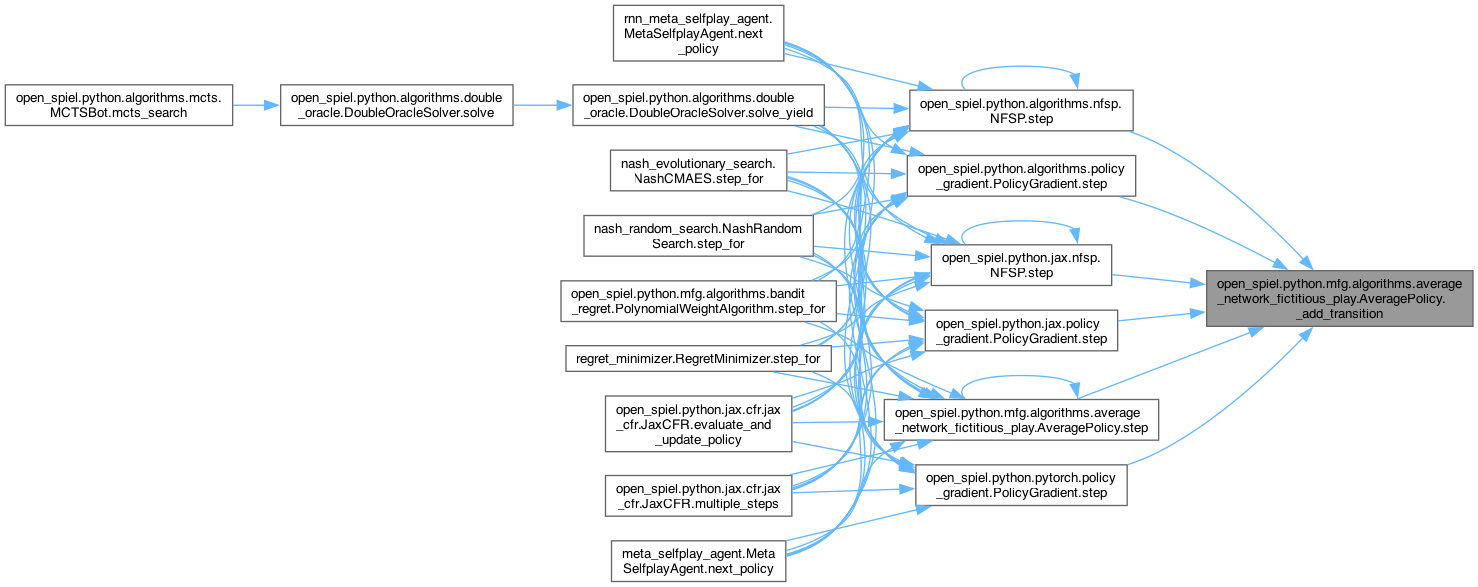 open_spiel.python.algorithms.mcts.
MCTSBot.mcts_search
open_spiel.python.algorithms.double
_oracle.DoubleOracleSolver.solve
rnn_meta_selfplay_agent.
MetaSelfplayAgent.next
_policy
open_spiel.python.algorithms.double
_oracle.DoubleOracleSolver.solve_yield
nash_evolutionary_search.
NashCMAES.step_for
nash_random_search.NashRandom
Search.step_for
open_spiel.python.mfg.algorithms.bandit
_regret.PolynomialWeightAlgorithm.step_for
regret_minimizer.RegretMinimizer.step_for
open_spiel.python.jax.cfr.jax
_cfr.JaxCFR.evaluate_and
_update_policy
open_spiel.python.jax.cfr.jax
_cfr.JaxCFR.multiple_steps
meta_selfplay_agent.Meta
SelfplayAgent.next_policy
open_spiel.python.algorithms.nfsp.
NFSP.step
open_spiel.python.algorithms.policy
_gradient.PolicyGradient.step
open_spiel.python.jax.nfsp.
NFSP.step
open_spiel.python.jax.policy
_gradient.PolicyGradient.step
open_spiel.python.mfg.algorithms.average
_network_fictitious_play.AveragePolicy.step
open_spiel.python.pytorch.policy
_gradient.PolicyGradient.step
open_spiel.python.mfg.algorithms.average
_network_fictitious_play.AveragePolicy.
_add_transition